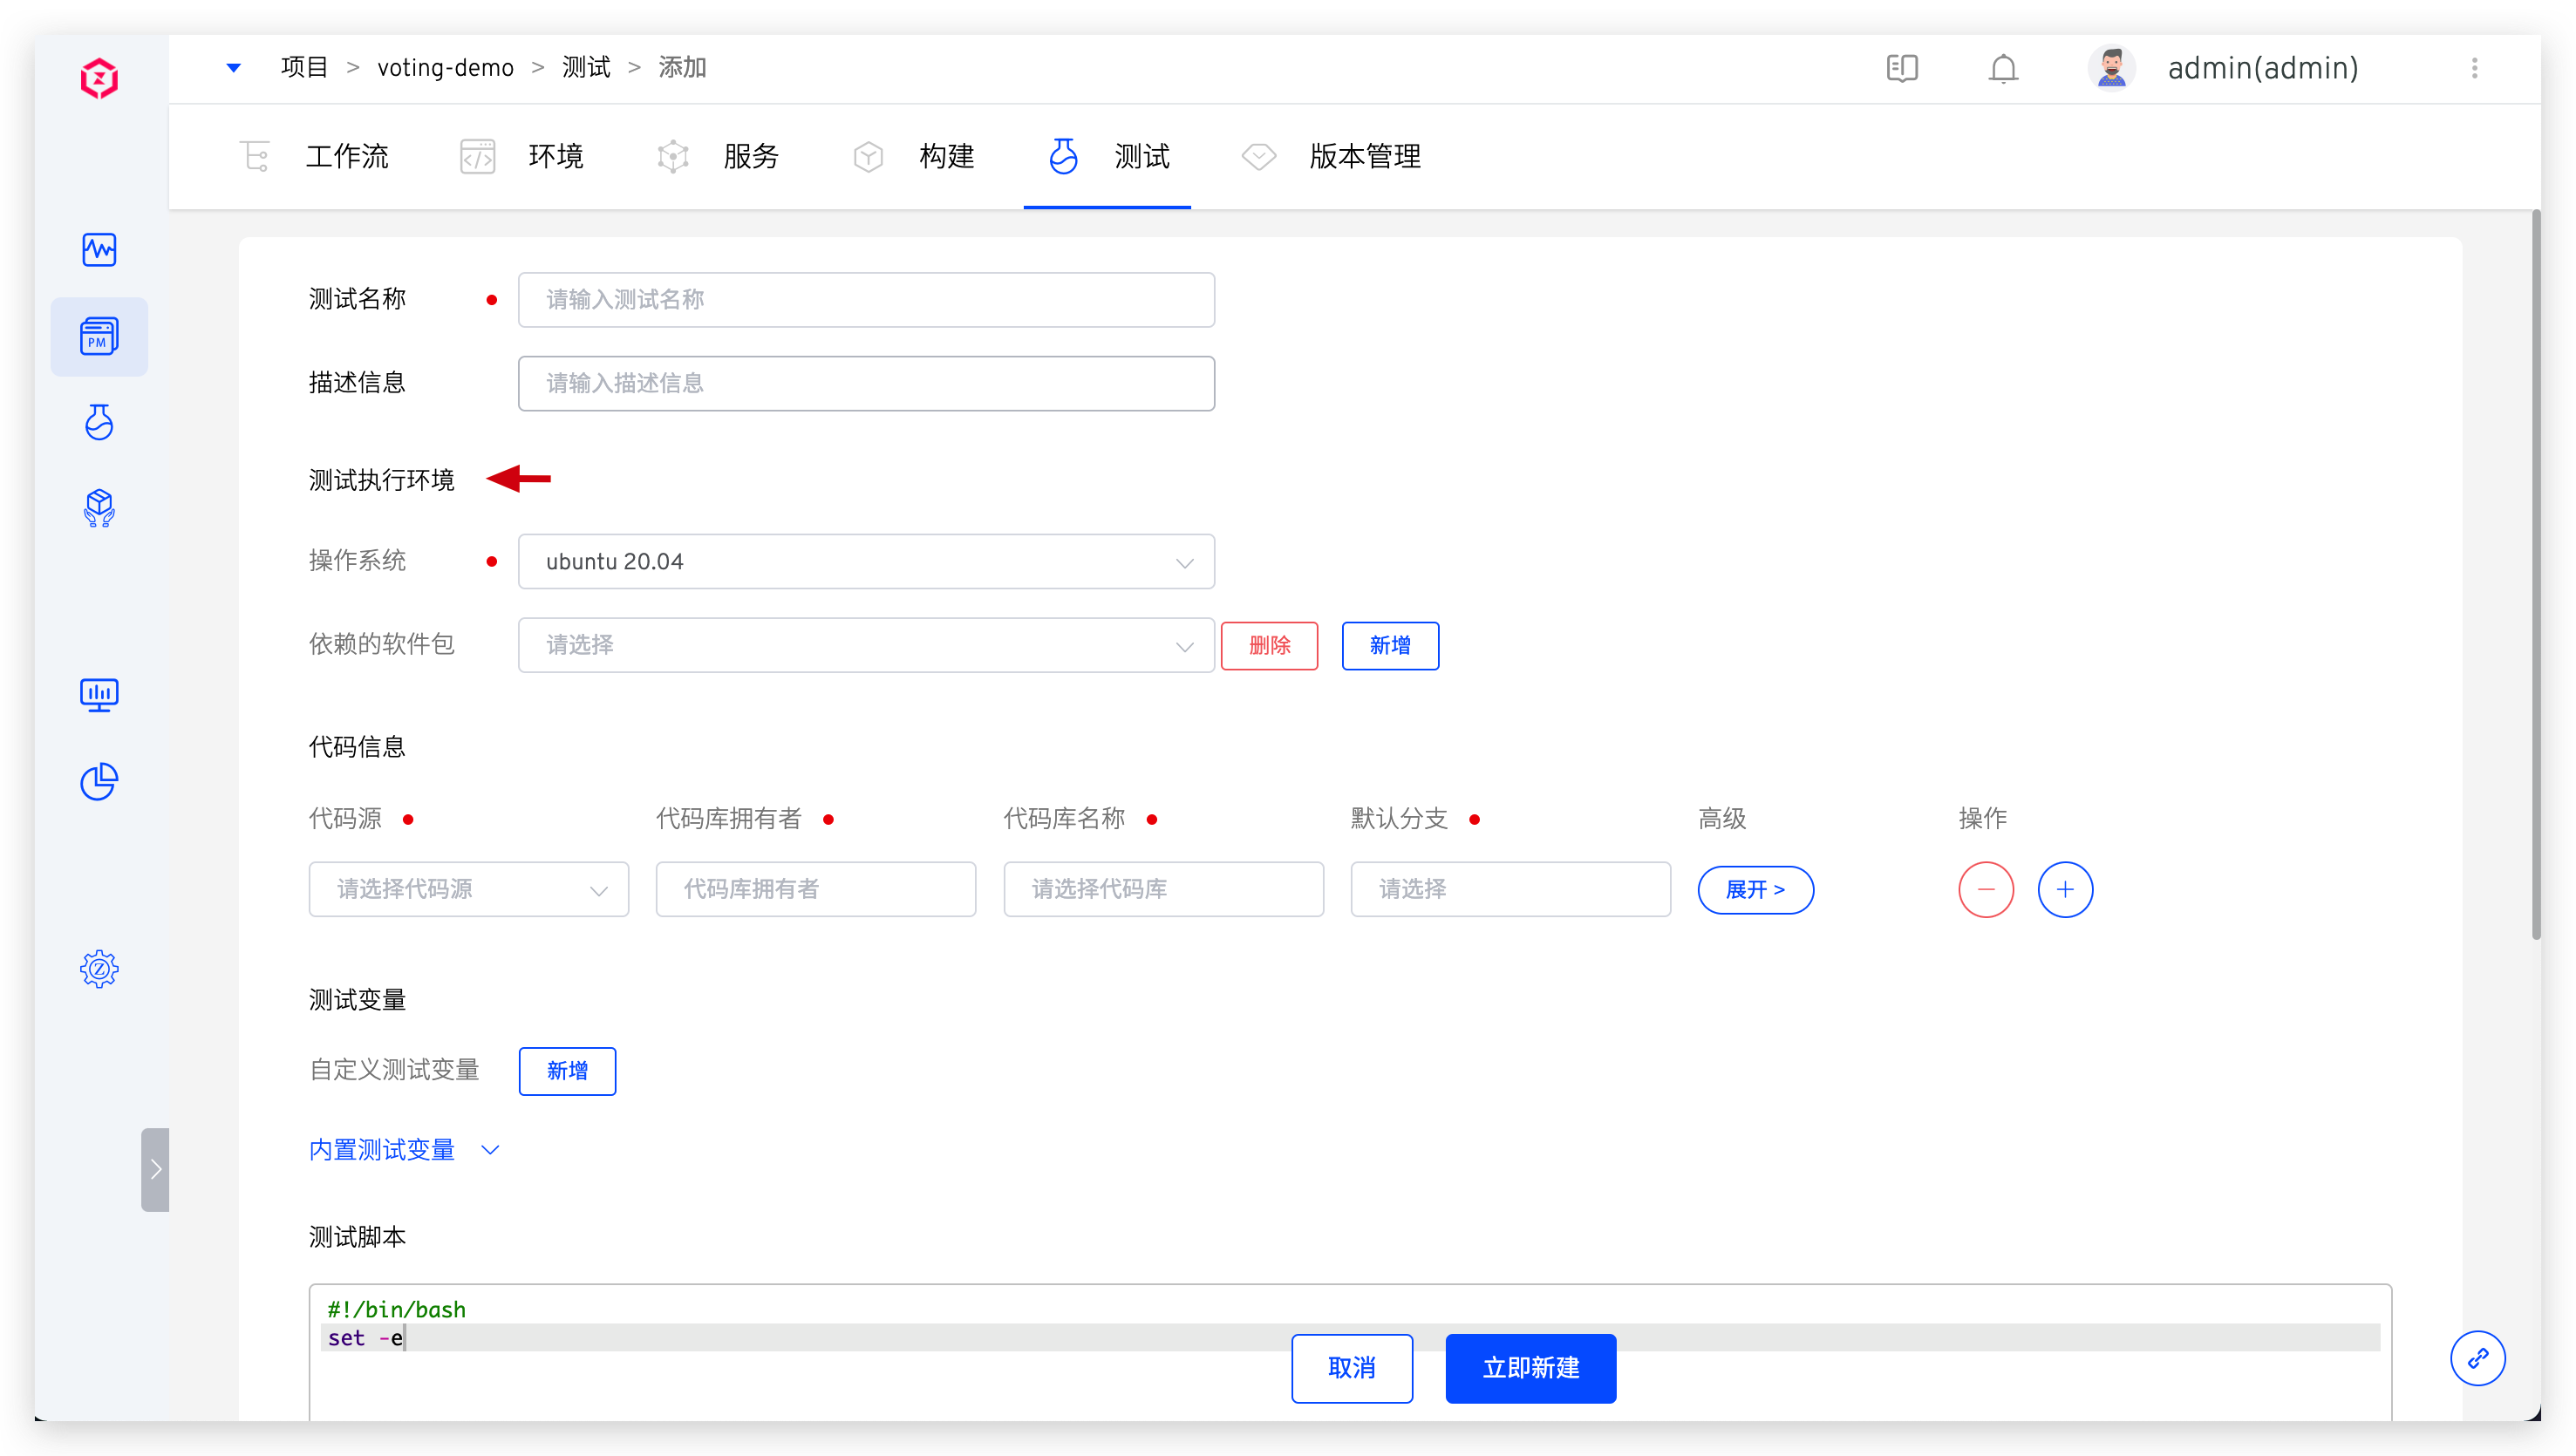 项目 > voting-demo > 测试 > 添加
admin(admin)
工作流 环境 服务 构建 测试 版本管理
PM
测试名称 请输入测试名称
描述信息 请输入描述信息
测试执行环境
操作系统 ubuntu 20.04
依赖的软件包 请选择 删除 新增
代码信息
代码源 代码库拥有者 代码库名称 默认分支 高级 操作
请选择代码源 代码库拥有者 请选择代码库 请选择 展开 >
测试变量
自定义测试变量 新增
内置测试变量
测试脚本
#!/bin/bash
set -e
取消 立即新建